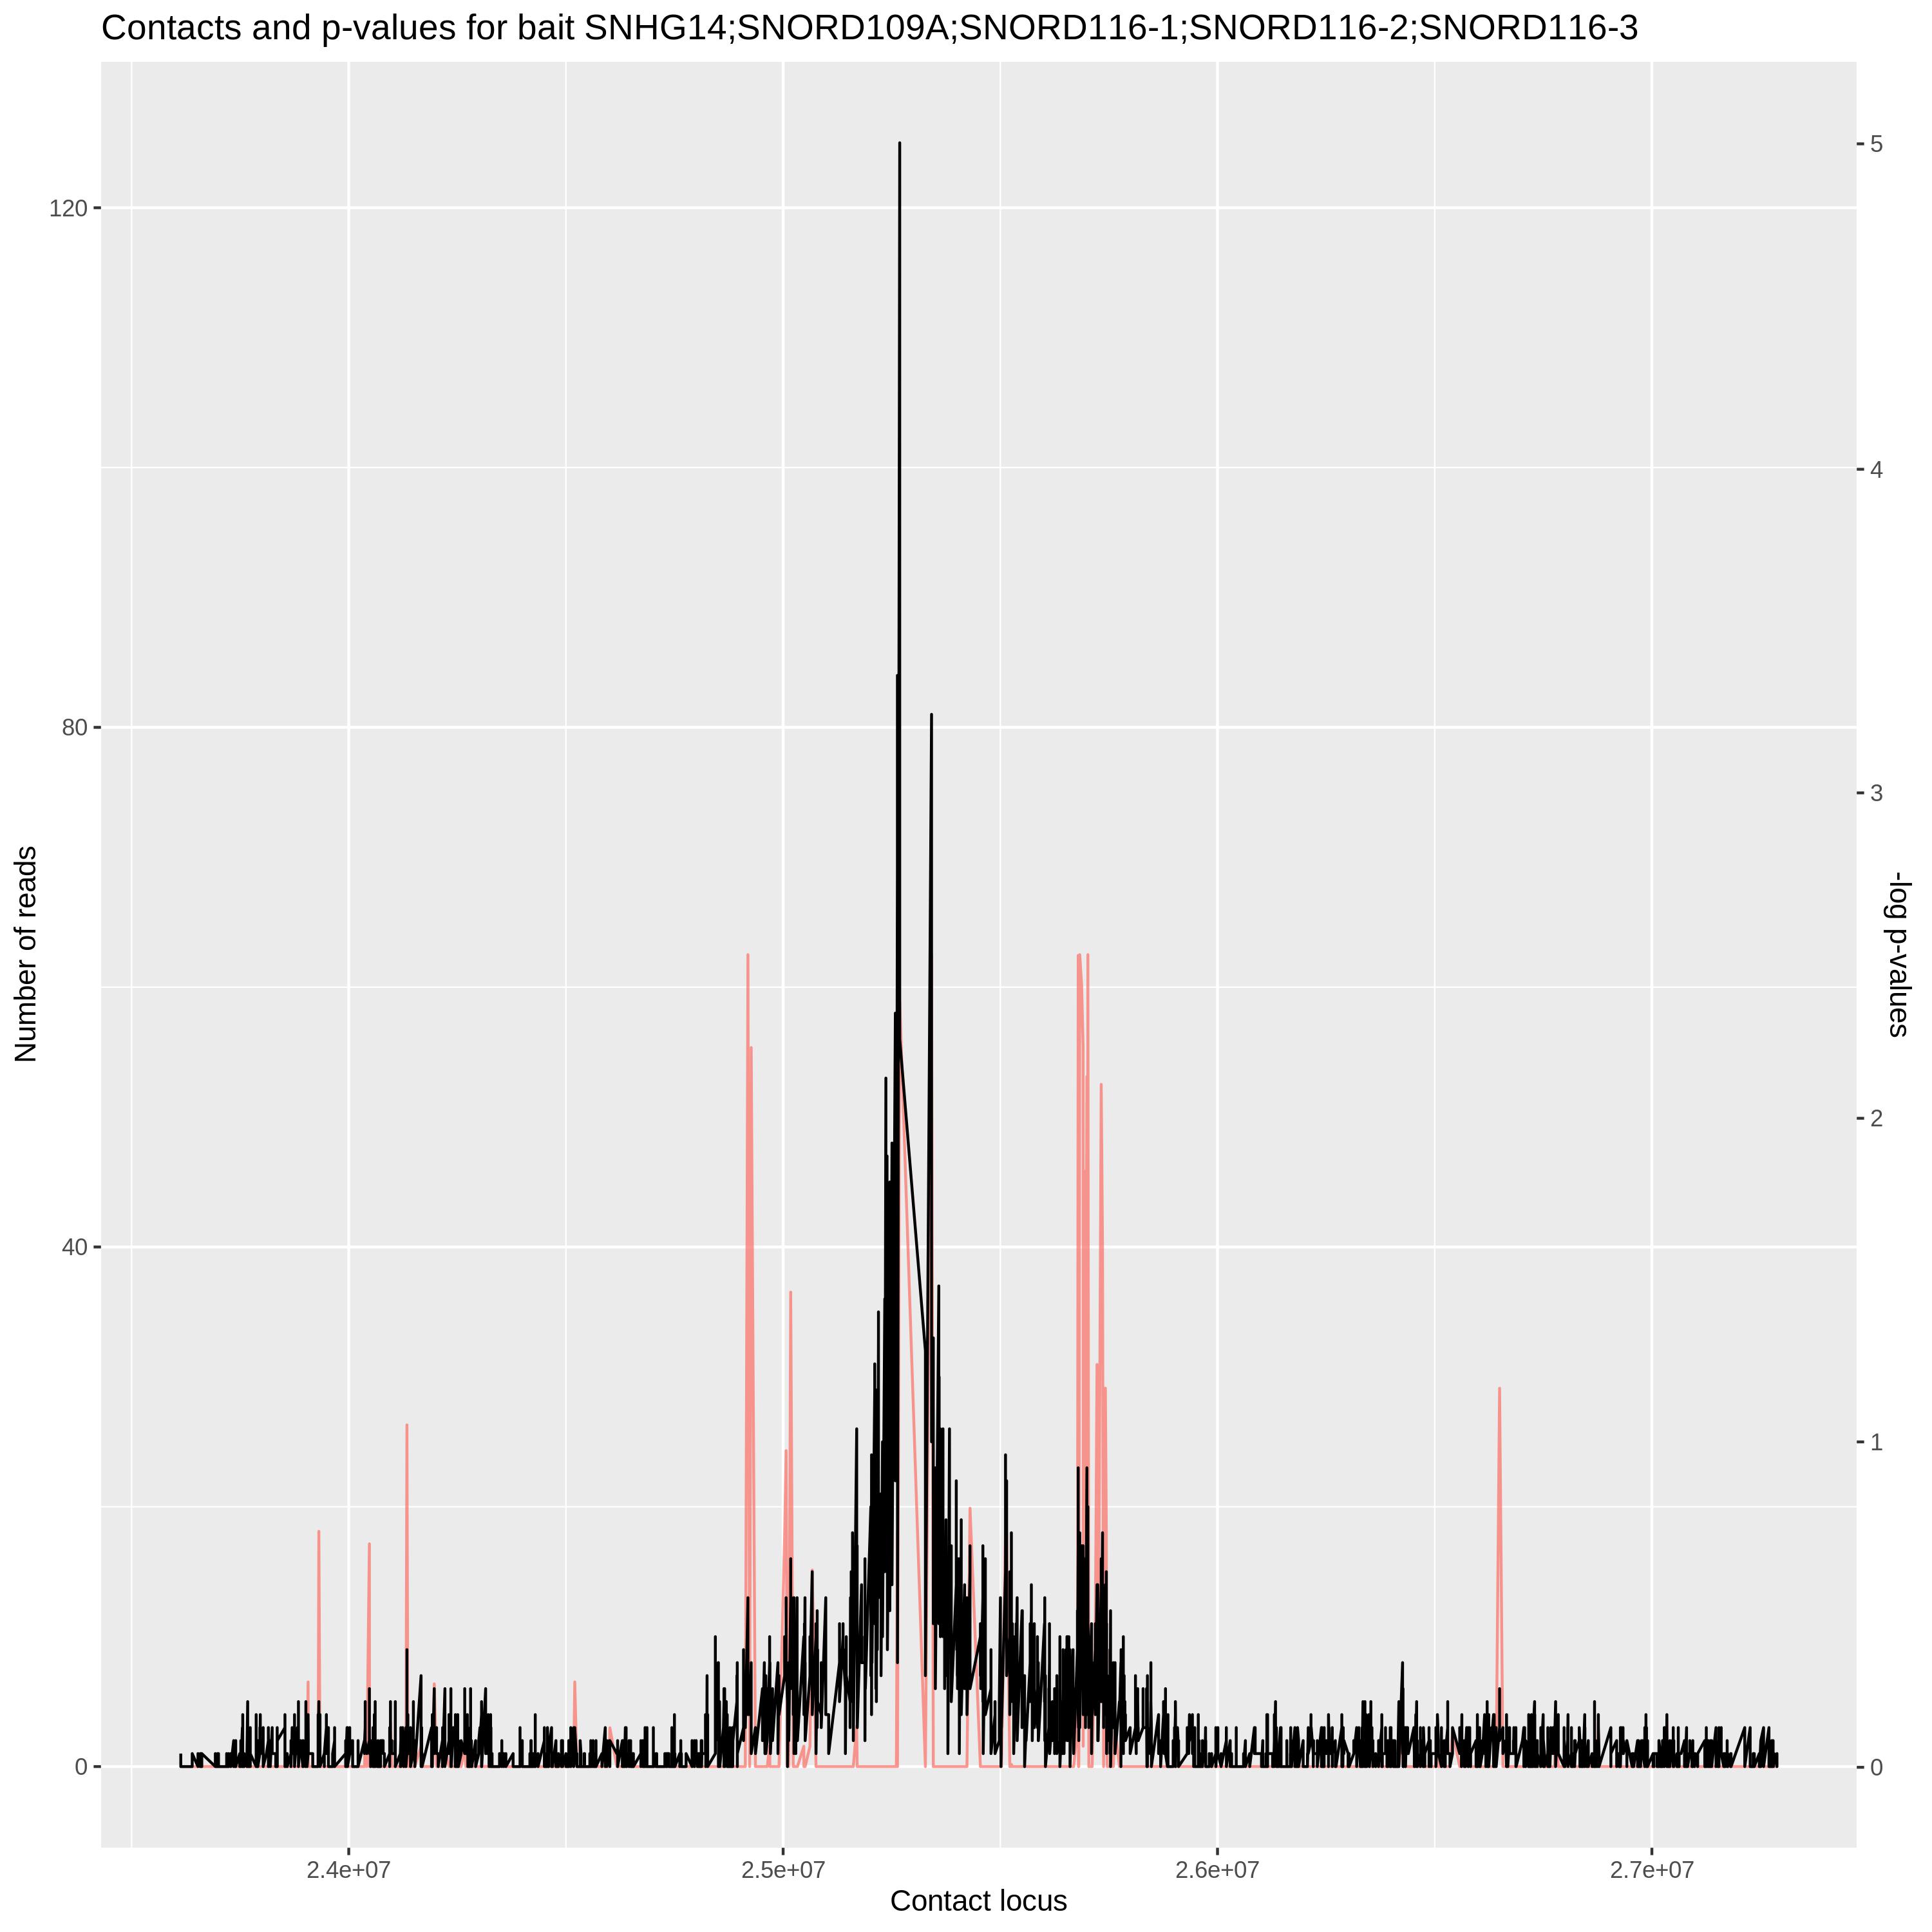 Contacts and p-values for bait SNHG14;SNORD109A;SNORD116-1;SNORD116-2;SNORD116-3
120
80
40
0
Number of reads
5
4
3
2
1
0
-log p-values
2.4e+07
2.5e+07
2.6e+07
2.7e+07
Contact locus